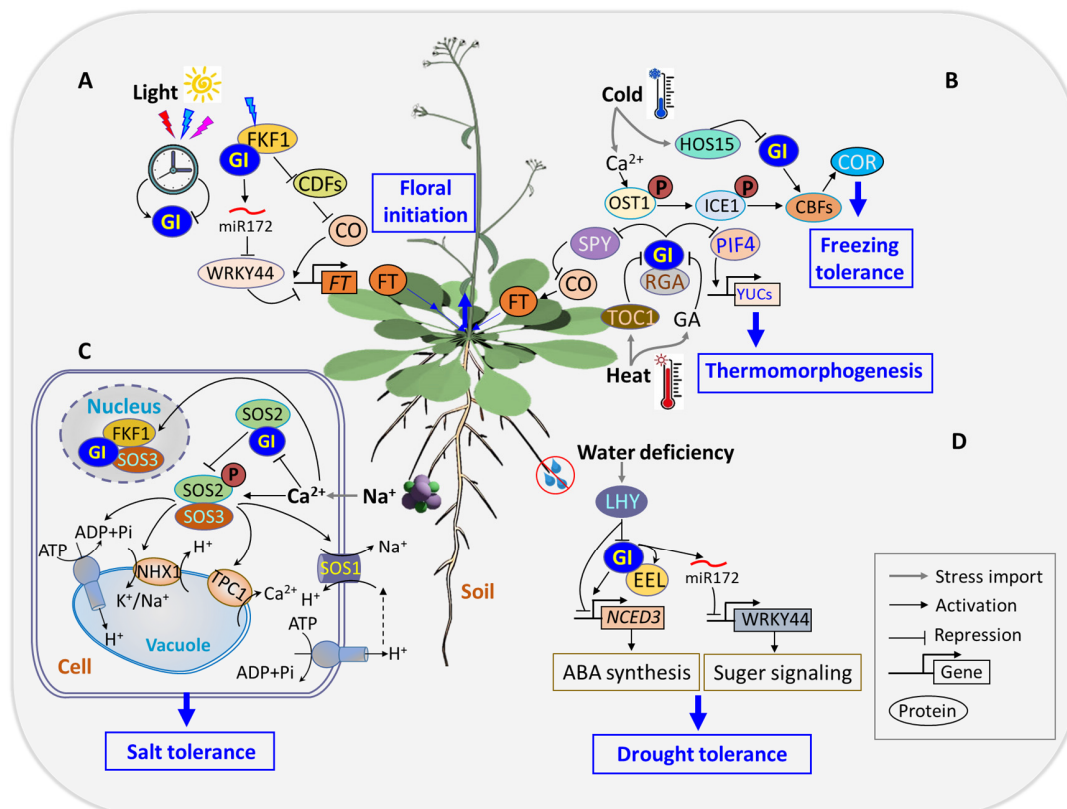 A
Light
FKF1
GI
CDFs
GI
miR172
CO
WRKY44
FT
FT
Floral
initiation
B
Cold
HOS15
GI
COR
Ca²⁺
P
P
OST1
ICE1
CBFs
Freezing
tolerance
SPY
GI
PIF4
RGA
CO
FT
YUCs
TOC1
GA
Heat
Thermomorphogenesis
C
Nucleus
FKF1
GI
SOS3
SOS2
GI
P
SOS2
SOS3
Ca²⁺
Na⁺
ADP+Pi
ATP
H⁺
NHX1
TPC1
Ca²⁺
K⁺/Na⁺
H⁺
Vacuole
Cell
Na⁺
SOS1
H⁺
ATP
H⁺
ADP+Pi
Soil
Salt tolerance
D
Water deficiency
LHY
GI
EEL
miR172
NCED3
WRKY44
ABA synthesis
Suger signaling
Drought tolerance
Stress import
Activation
Repression
Gene
Protein